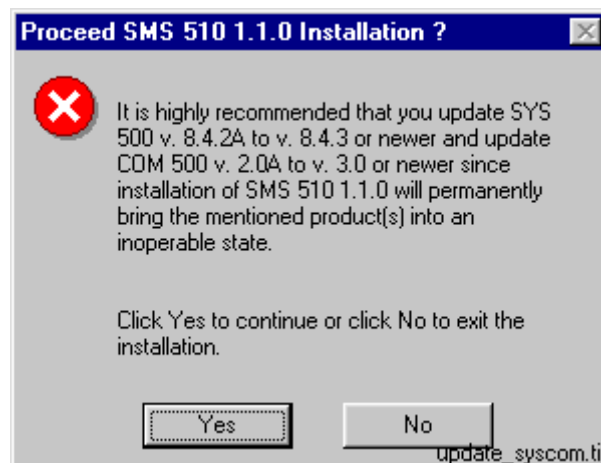 Proceed SMS 510 1.1.0 Installation ?
It is highly recommended that you update SYS
500 v. 8.4.2A to v. 8.4.3 or newer and update
COM 500 v. 2.0A to v. 3.0 or newer since
installation of SMS 510 1.1.0 will permanently
bring the mentioned product(s) into an
inoperable state.
Click Yes to continue or click No to exit the
installation.
Yes
No
update_syscom.ti